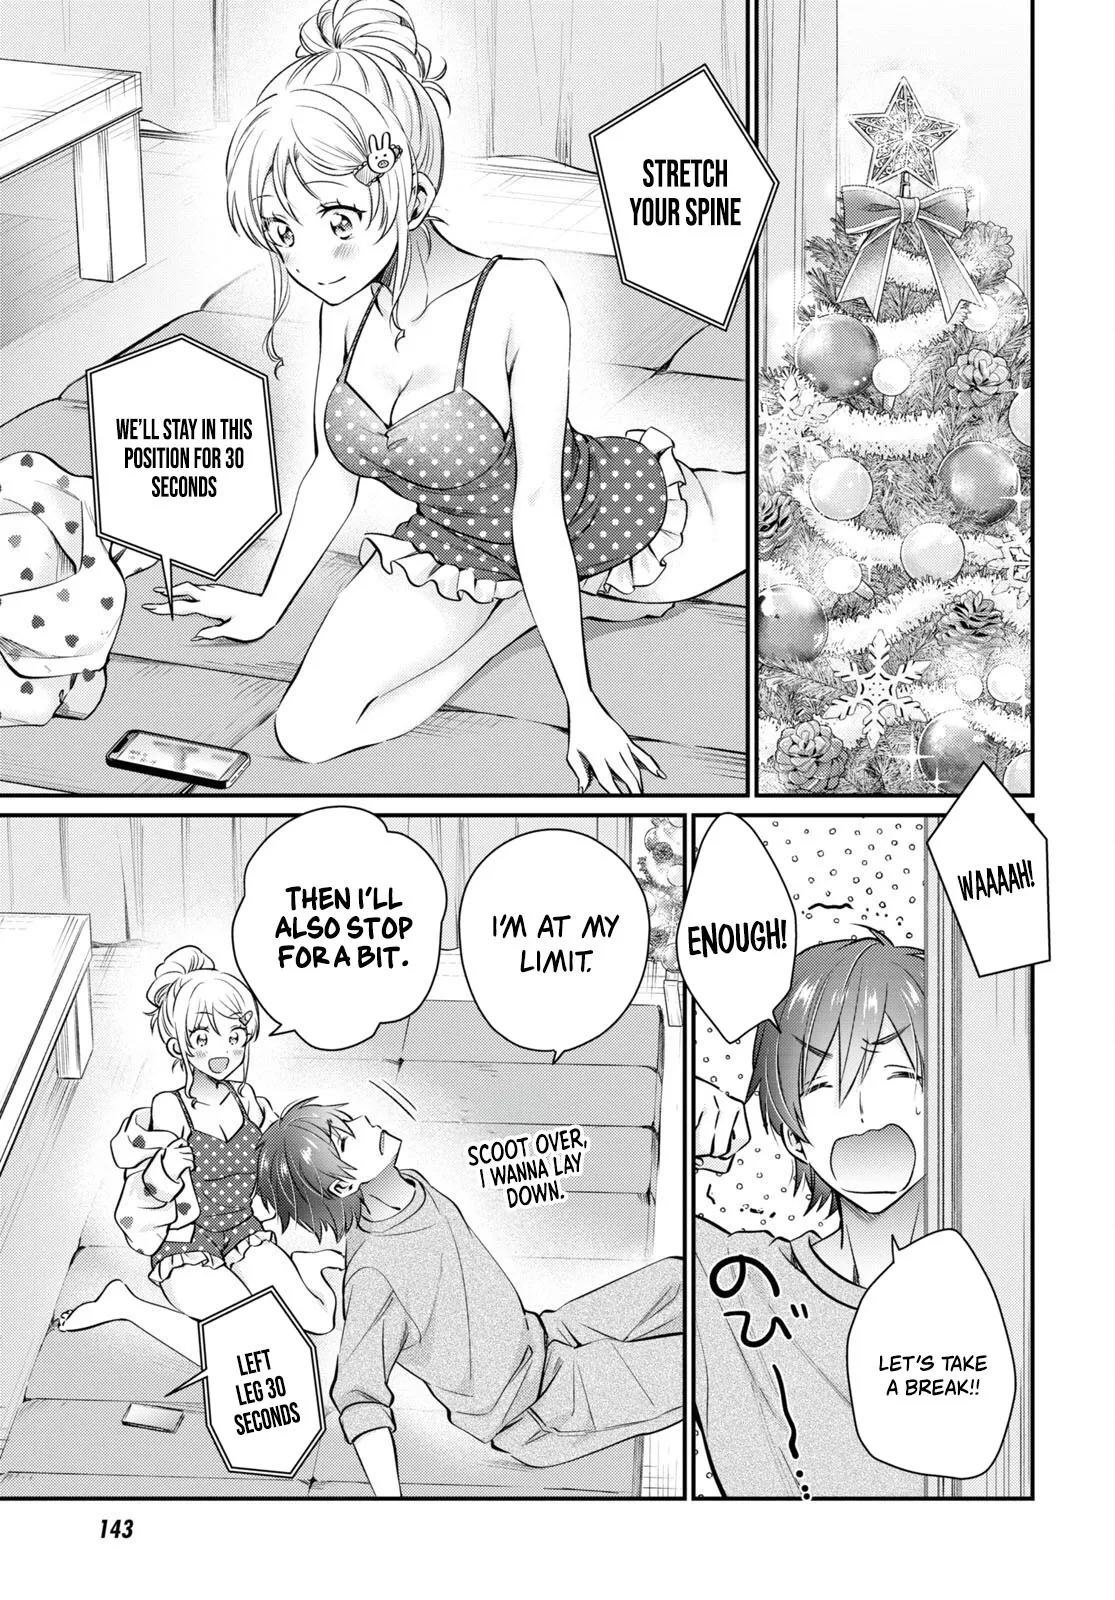 STRETCH
YOUR SPINE
WE'LL STAY IN THIS
POSITION FOR 30
SECONDS
WAAAAH!
ENOUGH!
LET'S TAKE
A BREAK!!
のび〜…
I'M AT MY
LIMIT.
THEN I'LL
ALSO STOP
FOR A BIT.
SCOOT OVER,
I WANNA LAY
DOWN.
LEFT
LEG 30
SECONDS
143